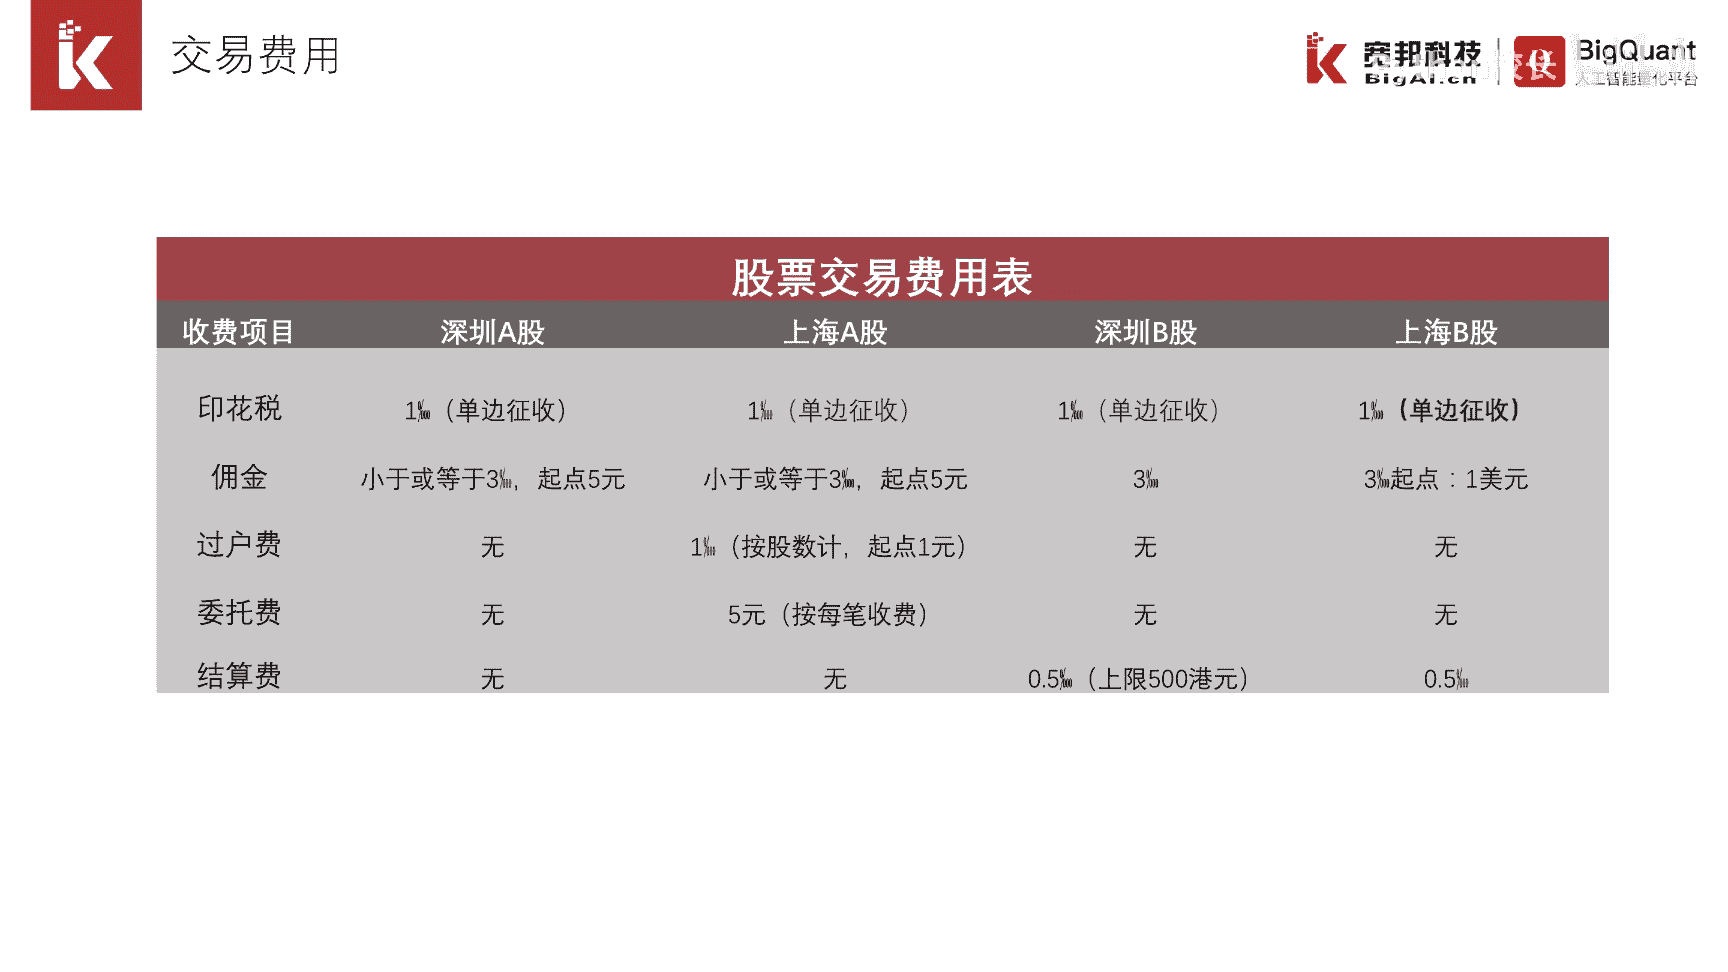 交易费用
宽邦科技
BigAI.cn
BigQuant
人工智能量化平台
股票交易费用表
收费项目 深圳A股 上海A股 深圳B股 上海B股
印花税 1‰（单边征收） 1‰（单边征收） 1‰（单边征收） 1‰（单边征收）
佣金 小于或等于3‰，起点5元 小于或等于3‰，起点5元 3‰ 3‰起点：1美元
过户费 无 1‰（按股数计，起点1元） 无 无
委托费 无 5元（按每笔收费） 无 无
结算费 无 无 0.5‰（上限500港元） 0.5‰